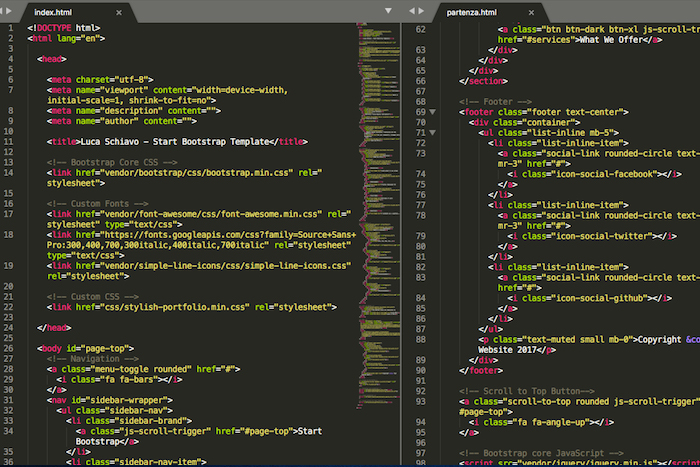 index.html
1 <!DOCTYPE html>
2 <html lang="en">
3
4 <head>
5
6 <meta charset="utf-8">
7 <meta name="viewport" content="width=device-width,
initial-scale=1, shrink-to-fit=no">
8 <meta name="description" content="">
9 <meta name="author" content="">
10
11 <title>Luca Schiavo - Start Bootstrap Template</title>
12
13 <!-- Bootstrap Core CSS -->
14 <link href="vendor/bootstrap/css/bootstrap.min.css" rel="
stylesheet">
15
16 <!-- Custom Fonts -->
17 <link href="vendor/font-awesome/css/font-awesome.min.css" rel="
stylesheet" type="text/css">
18 <link href="https://fonts.googleapis.com/css?family=Source+Sans+
Pro:300,400,700,300italic,400italic,700italic" rel="stylesheet"
type="text/css">
19 <link href="vendor/simple-line-icons/css/simple-line-icons.css"
rel="stylesheet">
20
21 <!-- Custom CSS -->
22 <link href="css/stylish-portfolio.min.css" rel="stylesheet">
23
24 </head>
25
26 <body id="page-top">
27 <!-- Navigation -->
28 <a class="menu-toggle rounded" href="#">
29 <i class="fa fa-bars"></i>
30 </a>
31 <nav id="sidebar-wrapper">
32 <ul class="sidebar-nav">
33 <li class="sidebar-brand">
34 <a class="js-scroll-trigger" href="#page-top">Start
Bootstrap</a>
35 </li>
36 <li class="sidebar-nav-item">
partenza.html
62 <a class="btn btn-dark btn-xl js-scroll-tr
href="#services">What We Offer</a>
63 </div>
64 </div>
65 </div>
66 </section>
67
68 <!-- Footer -->
69 <footer class="footer text-center">
70 <div class="container">
71 <ul class="list-inline mb-5">
72 <li class="list-inline-item">
73 <a class="social-link rounded-circle text-
mr-3" href="#">
74 <i class="icon-social-facebook"></i>
75 </a>
76 </li>
77 <li class="list-inline-item">
78 <a class="social-link rounded-circle text-
mr-3" href="#">
79 <i class="icon-social-twitter"></i>
80 </a>
81 </li>
82 <li class="list-inline-item">
83 <a class="social-link rounded-circle text-
href="#">
84 <i class="icon-social-github"></i>
85 </a>
86 </li>
87 </ul>
88 <p class="text-muted small mb-0">Copyright &co
Website 2017</p>
89 </div>
90 </footer>
91
92 <!-- Scroll to Top Button-->
93 <a class="scroll-to-top rounded js-scroll-trigger"
#page-top">
94 <i class="fa fa-angle-up"></i>
95 </a>
96
97 <!-- Bootstrap core JavaScript -->
98 <script src="vendor/jquery/jquery.min.js"></script>